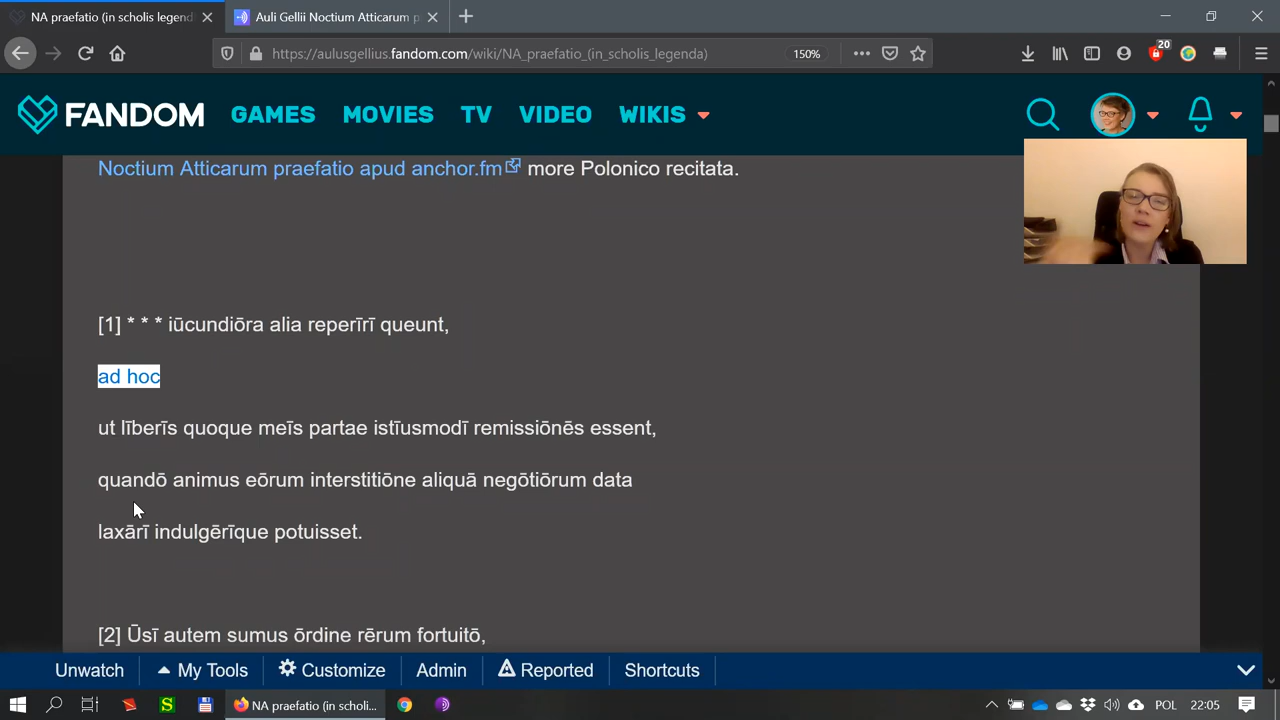 NA praefatio (in scholis legend
Auli Gellii Noctium Atticarum p
https://aulusgellius.fandom.com/wiki/NA_praefatio_(in_scholis_legenda)
150%
20
FANDOM
GAMES
MOVIES
TV
VIDEO
WIKIS
Noctium Atticarum praefatio apud anchor.fm more Polonico recitata.
[1] * * * iūcundiōra alia reperīrī queunt,
ad hoc
ut līberīs quoque meīs partae istīusmodī remissiōnēs essent,
quandō animus eōrum interstitiōne aliquā negōtiōrum data
laxārī indulgērīque potuisset.
[2] Ūsī autem sumus ōrdine rērum fortuitō,
Unwatch
My Tools
Customize
Admin
Reported
Shortcuts
NA praefatio (in scholi...
POL
22:05